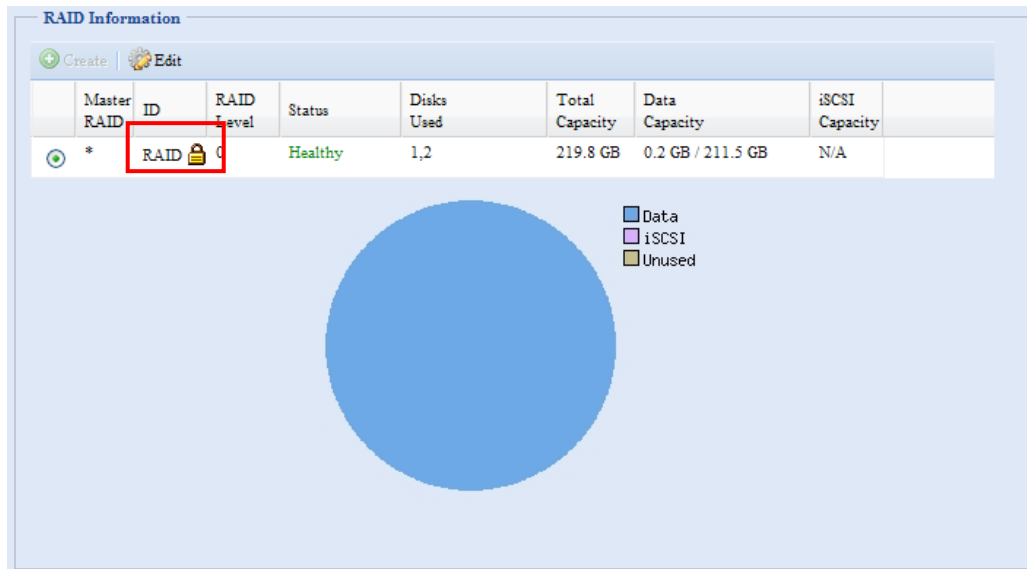 RAID Information
Create Edit
Master RAID ID RAID Level Status Disks Used Total Capacity Data Capacity iSCSI Capacity
* RAID 0 Healthy 1,2 219.8 GB 0.2 GB / 211.5 GB N/A
Data
iSCSI
Unused